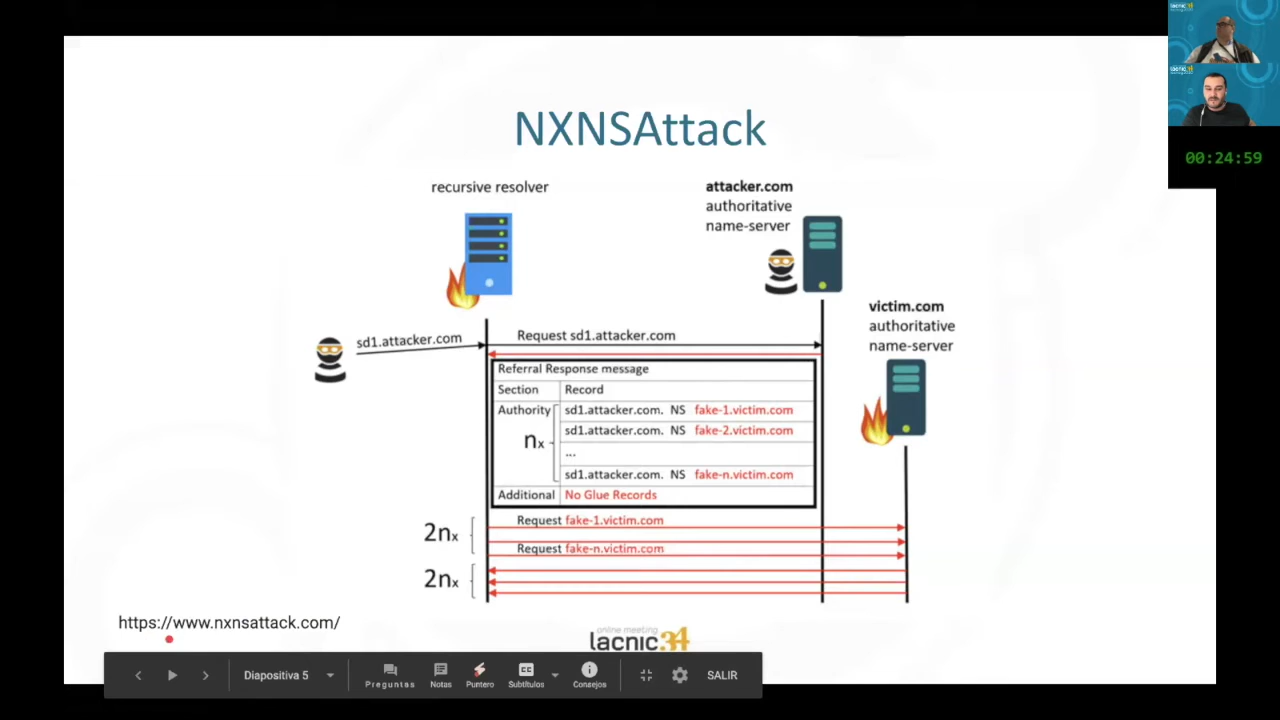 NXNSAttack
recursive resolver
attacker.com
authoritative
name-server
victim.com
authoritative
name-server
sd1.attacker.com
Request sd1.attacker.com
Referral Response message
Section Record
Authority sd1.attacker.com. NS fake-1.victim.com
sd1.attacker.com. NS fake-2.victim.com
nx
...
sd1.attacker.com. NS fake-n.victim.com
Additional No Glue Records
2nx
Request fake-1.victim.com
Request fake-n.victim.com
2nx
https://www.nxnsattack.com/
online meeting
lacnic34
Diapositiva 5
Preguntas
Notas
Puntero
Subtítulos
Consejos
SALIR
lacnic34
lacnic34
00:24:59